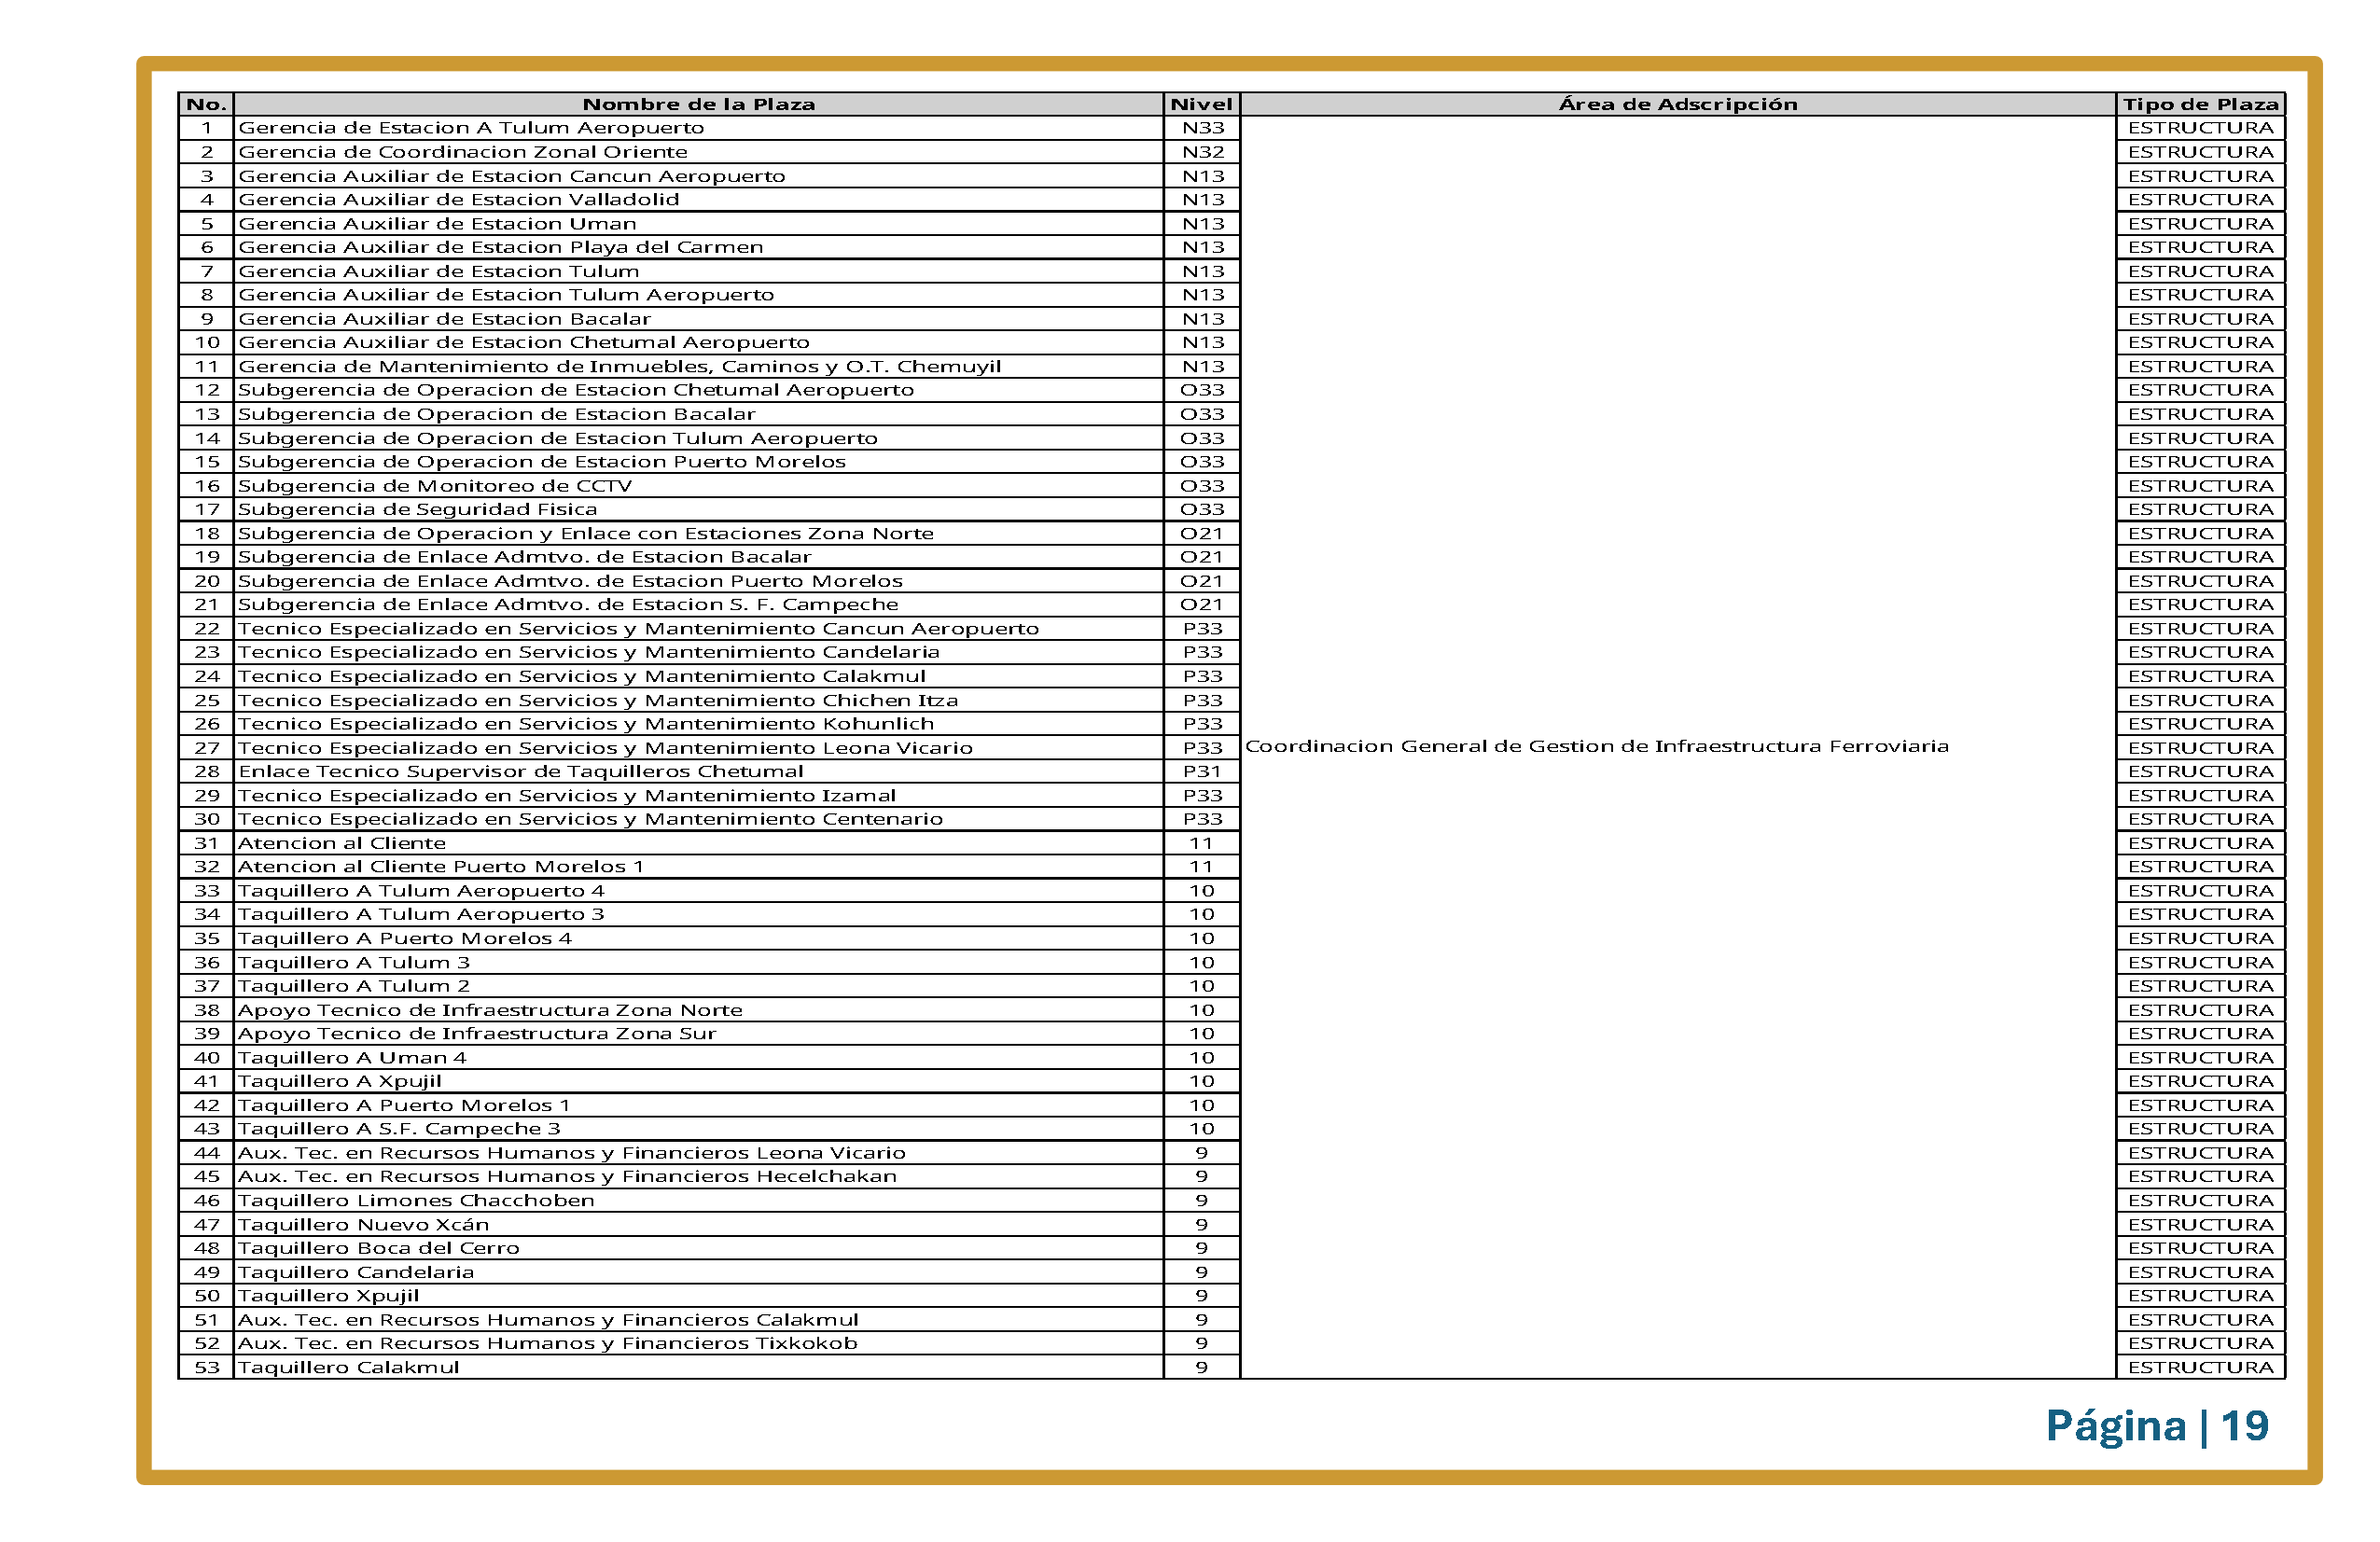 No. Nombre de la Plaza Nivel Área de Adscripción Tipo de Plaza
1 Gerencia de Estacion A Tulum Aeropuerto N33 ESTRUCTURA
2 Gerencia de Coordinacion Zonal Oriente N32 ESTRUCTURA
3 Gerencia Auxiliar de Estacion Cancun Aeropuerto N13 ESTRUCTURA
4 Gerencia Auxiliar de Estacion Valladolid N13 ESTRUCTURA
5 Gerencia Auxiliar de Estacion Uman N13 ESTRUCTURA
6 Gerencia Auxiliar de Estacion Playa del Carmen N13 ESTRUCTURA
7 Gerencia Auxiliar de Estacion Tulum N13 ESTRUCTURA
8 Gerencia Auxiliar de Estacion Tulum Aeropuerto N13 ESTRUCTURA
9 Gerencia Auxiliar de Estacion Bacalar N13 ESTRUCTURA
10 Gerencia Auxiliar de Estacion Chetumal Aeropuerto N13 ESTRUCTURA
11 Gerencia de Mantenimiento de Inmuebles, Caminos y O.T. Chemuyil N13 ESTRUCTURA
12 Subgerencia de Operacion de Estacion Chetumal Aeropuerto O33 ESTRUCTURA
13 Subgerencia de Operacion de Estacion Bacalar O33 ESTRUCTURA
14 Subgerencia de Operacion de Estacion Tulum Aeropuerto O33 ESTRUCTURA
15 Subgerencia de Operacion de Estacion Puerto Morelos O33 ESTRUCTURA
16 Subgerencia de Monitoreo de CCTV O33 ESTRUCTURA
17 Subgerencia de Seguridad Fisica O33 ESTRUCTURA
18 Subgerencia de Operacion y Enlace con Estaciones Zona Norte O21 ESTRUCTURA
19 Subgerencia de Enlace Admtvo. de Estacion Bacalar O21 ESTRUCTURA
20 Subgerencia de Enlace Admtvo. de Estacion Puerto Morelos O21 ESTRUCTURA
21 Subgerencia de Enlace Admtvo. de Estacion S. F. Campeche O21 ESTRUCTURA
22 Tecnico Especializado en Servicios y Mantenimiento Cancun Aeropuerto P33 ESTRUCTURA
23 Tecnico Especializado en Servicios y Mantenimiento Candelaria P33 ESTRUCTURA
24 Tecnico Especializado en Servicios y Mantenimiento Calakmul P33 ESTRUCTURA
25 Tecnico Especializado en Servicios y Mantenimiento Chichen Itza P33 ESTRUCTURA
26 Tecnico Especializado en Servicios y Mantenimiento Kohunlich P33 ESTRUCTURA
27 Tecnico Especializado en Servicios y Mantenimiento Leona Vicario P33 Coordinacion General de Gestion de Infraestructura Ferroviaria ESTRUCTURA
28 Enlace Tecnico Supervisor de Taquilleros Chetumal P31 ESTRUCTURA
29 Tecnico Especializado en Servicios y Mantenimiento Izamal P33 ESTRUCTURA
30 Tecnico Especializado en Servicios y Mantenimiento Centenario P33 ESTRUCTURA
31 Atencion al Cliente 11 ESTRUCTURA
32 Atencion al Cliente Puerto Morelos 1 11 ESTRUCTURA
33 Taquillero A Tulum Aeropuerto 4 10 ESTRUCTURA
34 Taquillero A Tulum Aeropuerto 3 10 ESTRUCTURA
35 Taquillero A Puerto Morelos 4 10 ESTRUCTURA
36 Taquillero A Tulum 3 10 ESTRUCTURA
37 Taquillero A Tulum 2 10 ESTRUCTURA
38 Apoyo Tecnico de Infraestructura Zona Norte 10 ESTRUCTURA
39 Apoyo Tecnico de Infraestructura Zona Sur 10 ESTRUCTURA
40 Taquillero A Uman 4 10 ESTRUCTURA
41 Taquillero A Xpujil 10 ESTRUCTURA
42 Taquillero A Puerto Morelos 1 10 ESTRUCTURA
43 Taquillero A S.F. Campeche 3 10 ESTRUCTURA
44 Aux. Tec. en Recursos Humanos y Financieros Leona Vicario 9 ESTRUCTURA
45 Aux. Tec. en Recursos Humanos y Financieros Hecelchakan 9 ESTRUCTURA
46 Taquillero Limones Chacchoben 9 ESTRUCTURA
47 Taquillero Nuevo Xcán 9 ESTRUCTURA
48 Taquillero Boca del Cerro 9 ESTRUCTURA
49 Taquillero Candelaria 9 ESTRUCTURA
50 Taquillero Xpujil 9 ESTRUCTURA
51 Aux. Tec. en Recursos Humanos y Financieros Calakmul 9 ESTRUCTURA
52 Aux. Tec. en Recursos Humanos y Financieros Tixkokob 9 ESTRUCTURA
53 Taquillero Calakmul 9 ESTRUCTURA
Página | 19